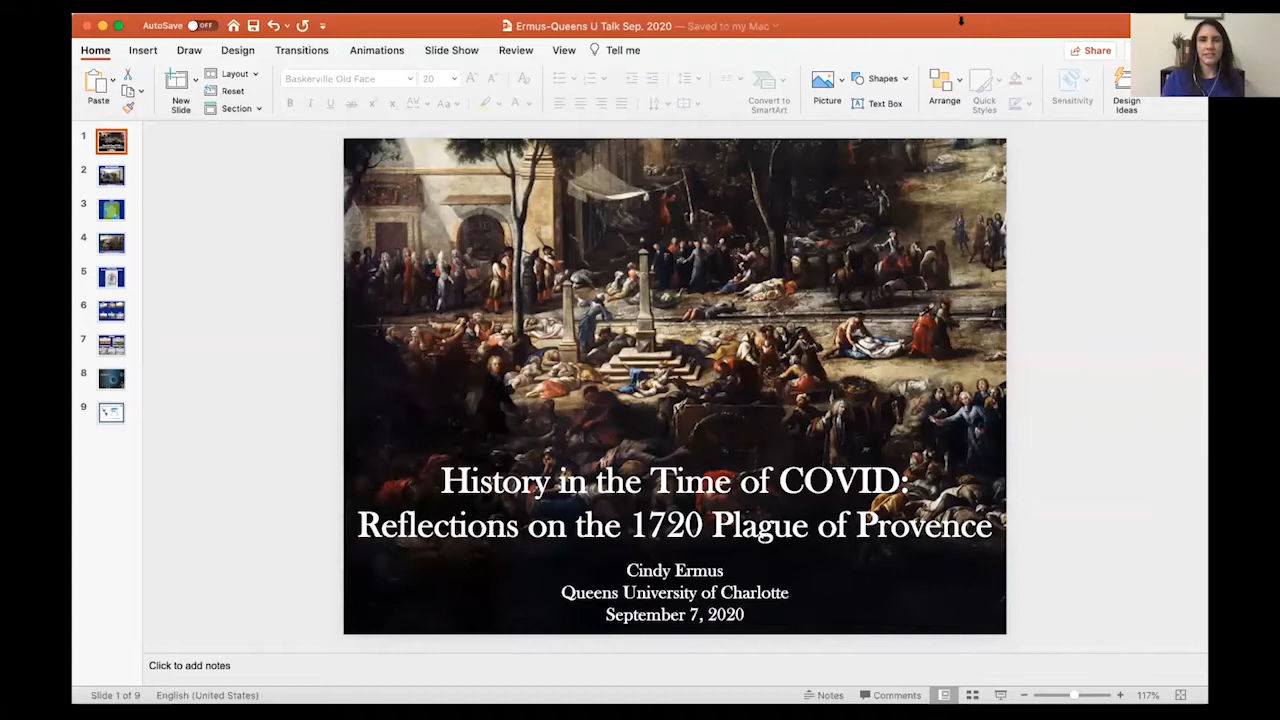 AutoSave OFF
Ermus-Queens U Talk Sep. 2020 — Saved to my Mac
Home Insert Draw Design Transitions Animations Slide Show Review View Tell me
Share
Paste
New Slide
Layout
Reset
Section
Baskerville Old Face
20
Convert to SmartArt
Picture
Shapes
Text Box
Arrange
Quick Styles
Sensitivity
Design Ideas
1
2
3
4
5
6
7
8
9
History in the Time of COVID:
Reflections on the 1720 Plague of Provence
Cindy Ermus
Queens University of Charlotte
September 7, 2020
Click to add notes
Slide 1 of 9 English (United States) Notes Comments 117%